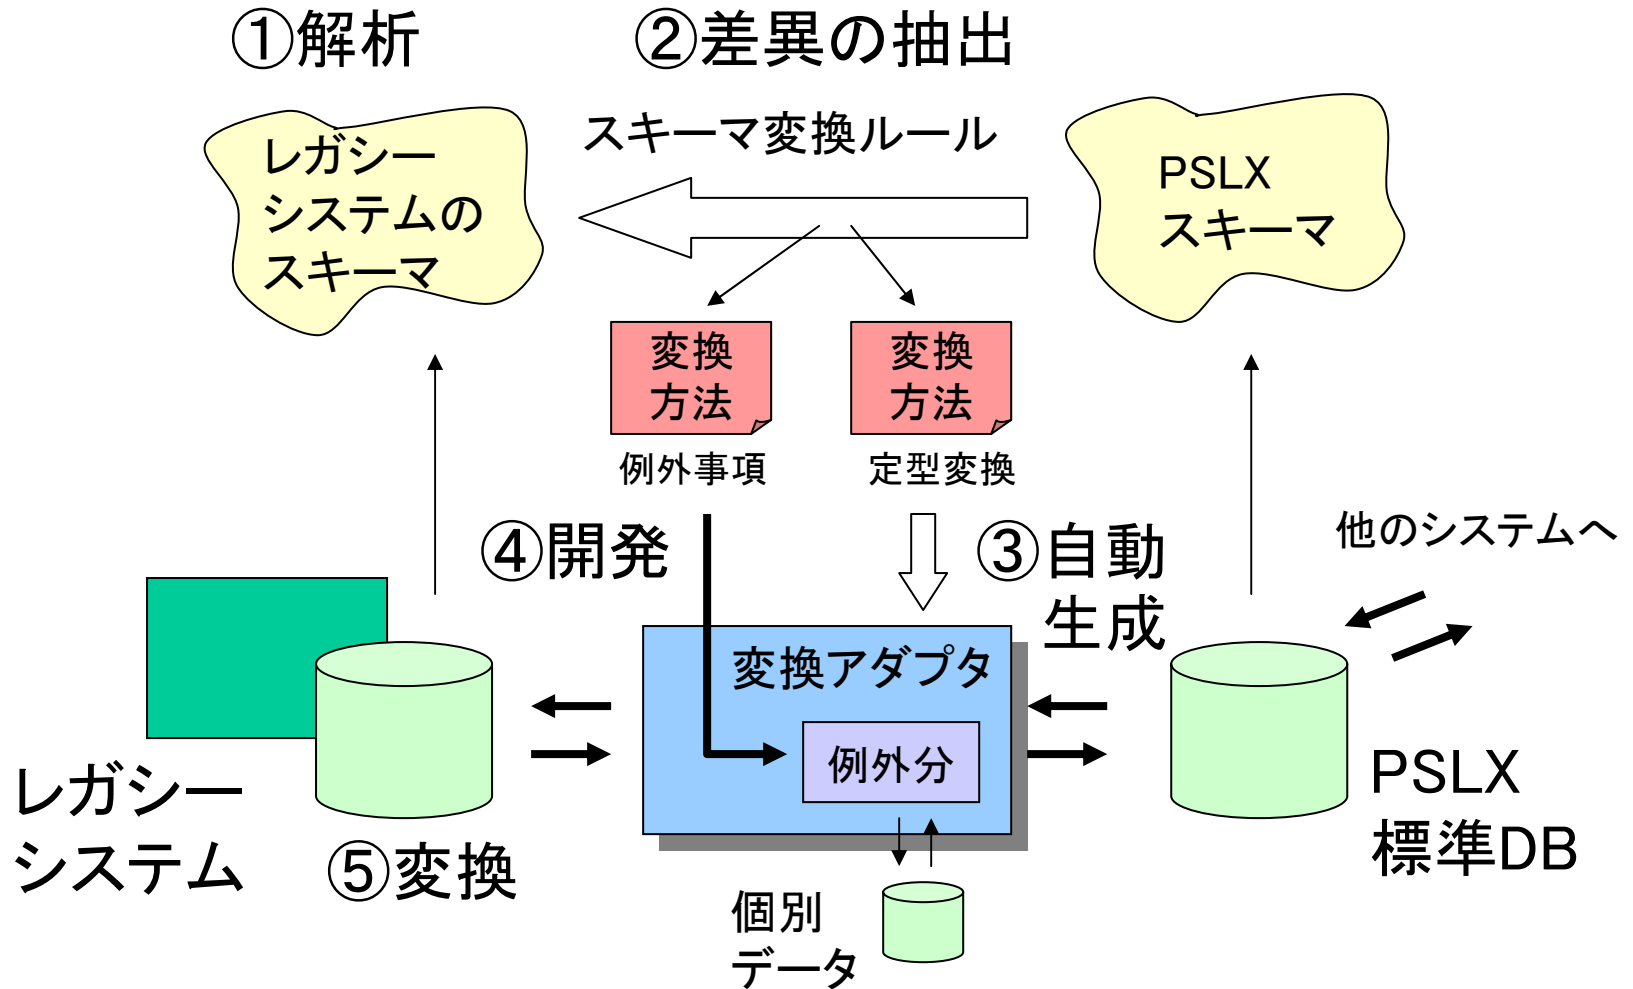 ①解析
②差異の抽出
スキーマ変換ルール
レガシー
システムの
スキーマ
PSLX
スキーマ
変換
方法
変換
方法
例外事項
定型変換
④開発
③自動
生成
他のシステムへ
変換アダプタ
例外分
レガシー
システム
⑤変換
PSLX
標準DB
個別
データ